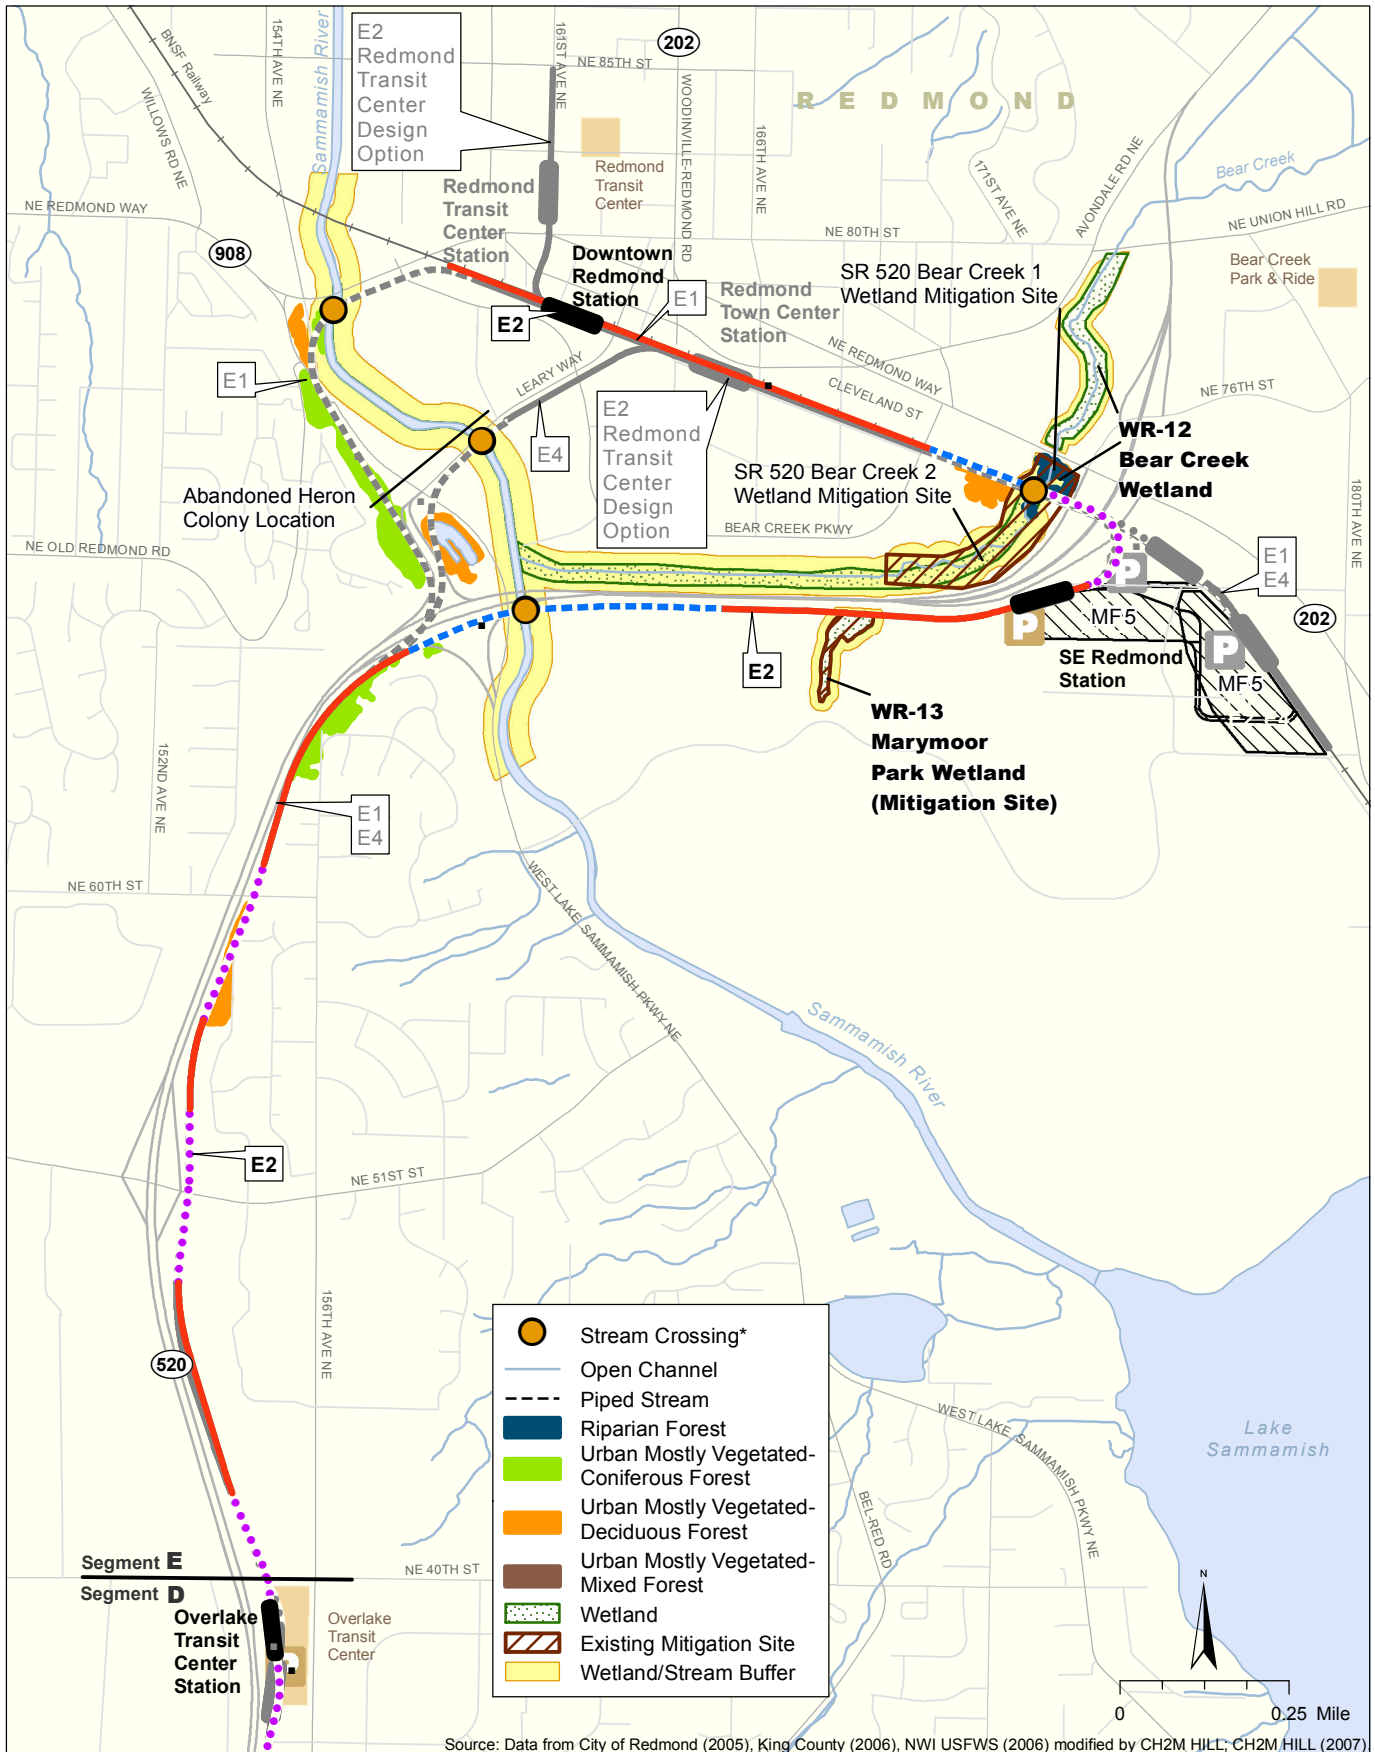 E2
Redmond
Transit
Center
Design
Option
202
154TH AVE NE
Sammamish River
161ST AVE NE
NE 85TH ST
BNSF Railway
WILLOWS RD NE
WOODINVILLE-REDMOND RD
166TH AVE NE
REDMOND
171ST AVE NE
AVONDALE RD NE
Bear Creek
NE UNION HILL RD
Redmond
Transit
Center
Redmond
Transit
Center
Station
NE REDMOND WAY
908
NE 80TH ST
Downtown
Redmond
Station
SR 520 Bear Creek 1
Wetland Mitigation Site
Bear Creek
Park & Ride
E2
E1
Redmond
Town Center
Station
NE REDMOND WAY
CLEVELAND ST
NE 76TH ST
E1
LEARY WAY
E4
E2
Redmond
Transit
Center
Design
Option
WR-12
Bear Creek
Wetland
SR 520 Bear Creek 2
Wetland Mitigation Site
Abandoned Heron
Colony Location
BEAR CREEK PKWY
180TH AVE NE
NE OLD REDMOND RD
E1
E4
P
202
P
MF5
P
MF5
SE Redmond
Station
E2
WR-13
Marymoor
Park Wetland
(Mitigation Site)
152ND AVE NE
E1
E4
NE 60TH ST
WEST LAKE SAMMAMISH PKWY NE
Sammamish River
E2
NE 51ST ST
156TH AVE NE
520
Stream Crossing*
Open Channel
Piped Stream
Riparian Forest
Urban Mostly Vegetated-
Coniferous Forest
Urban Mostly Vegetated-
Deciduous Forest
Urban Mostly Vegetated-
Mixed Forest
Wetland
Existing Mitigation Site
Wetland/Stream Buffer
WEST LAKE SAMMAMISH PKWY NE
BEL-RED RD
Lake
Sammamish
Segment E
Segment D
NE 40TH ST
Overlake
Transit
Center
Station
Overlake
Transit
Center
P
N
0 0.25 Mile
Source: Data from City of Redmond (2005), King County (2006), NWI USFWS (2006) modified by CH2M HILL; CH2M HILL (2007).